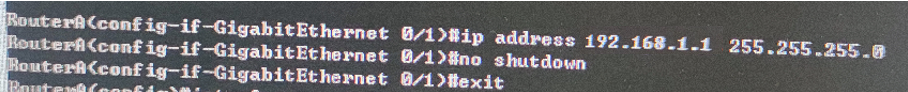 RouterA(config-if-GigabitEthernet 0/1)#ip address 192.168.1.1 255.255.255.0
RouterA(config-if-GigabitEthernet 0/1)#no shutdown
RouterA(config-if-GigabitEthernet 0/1)#exit